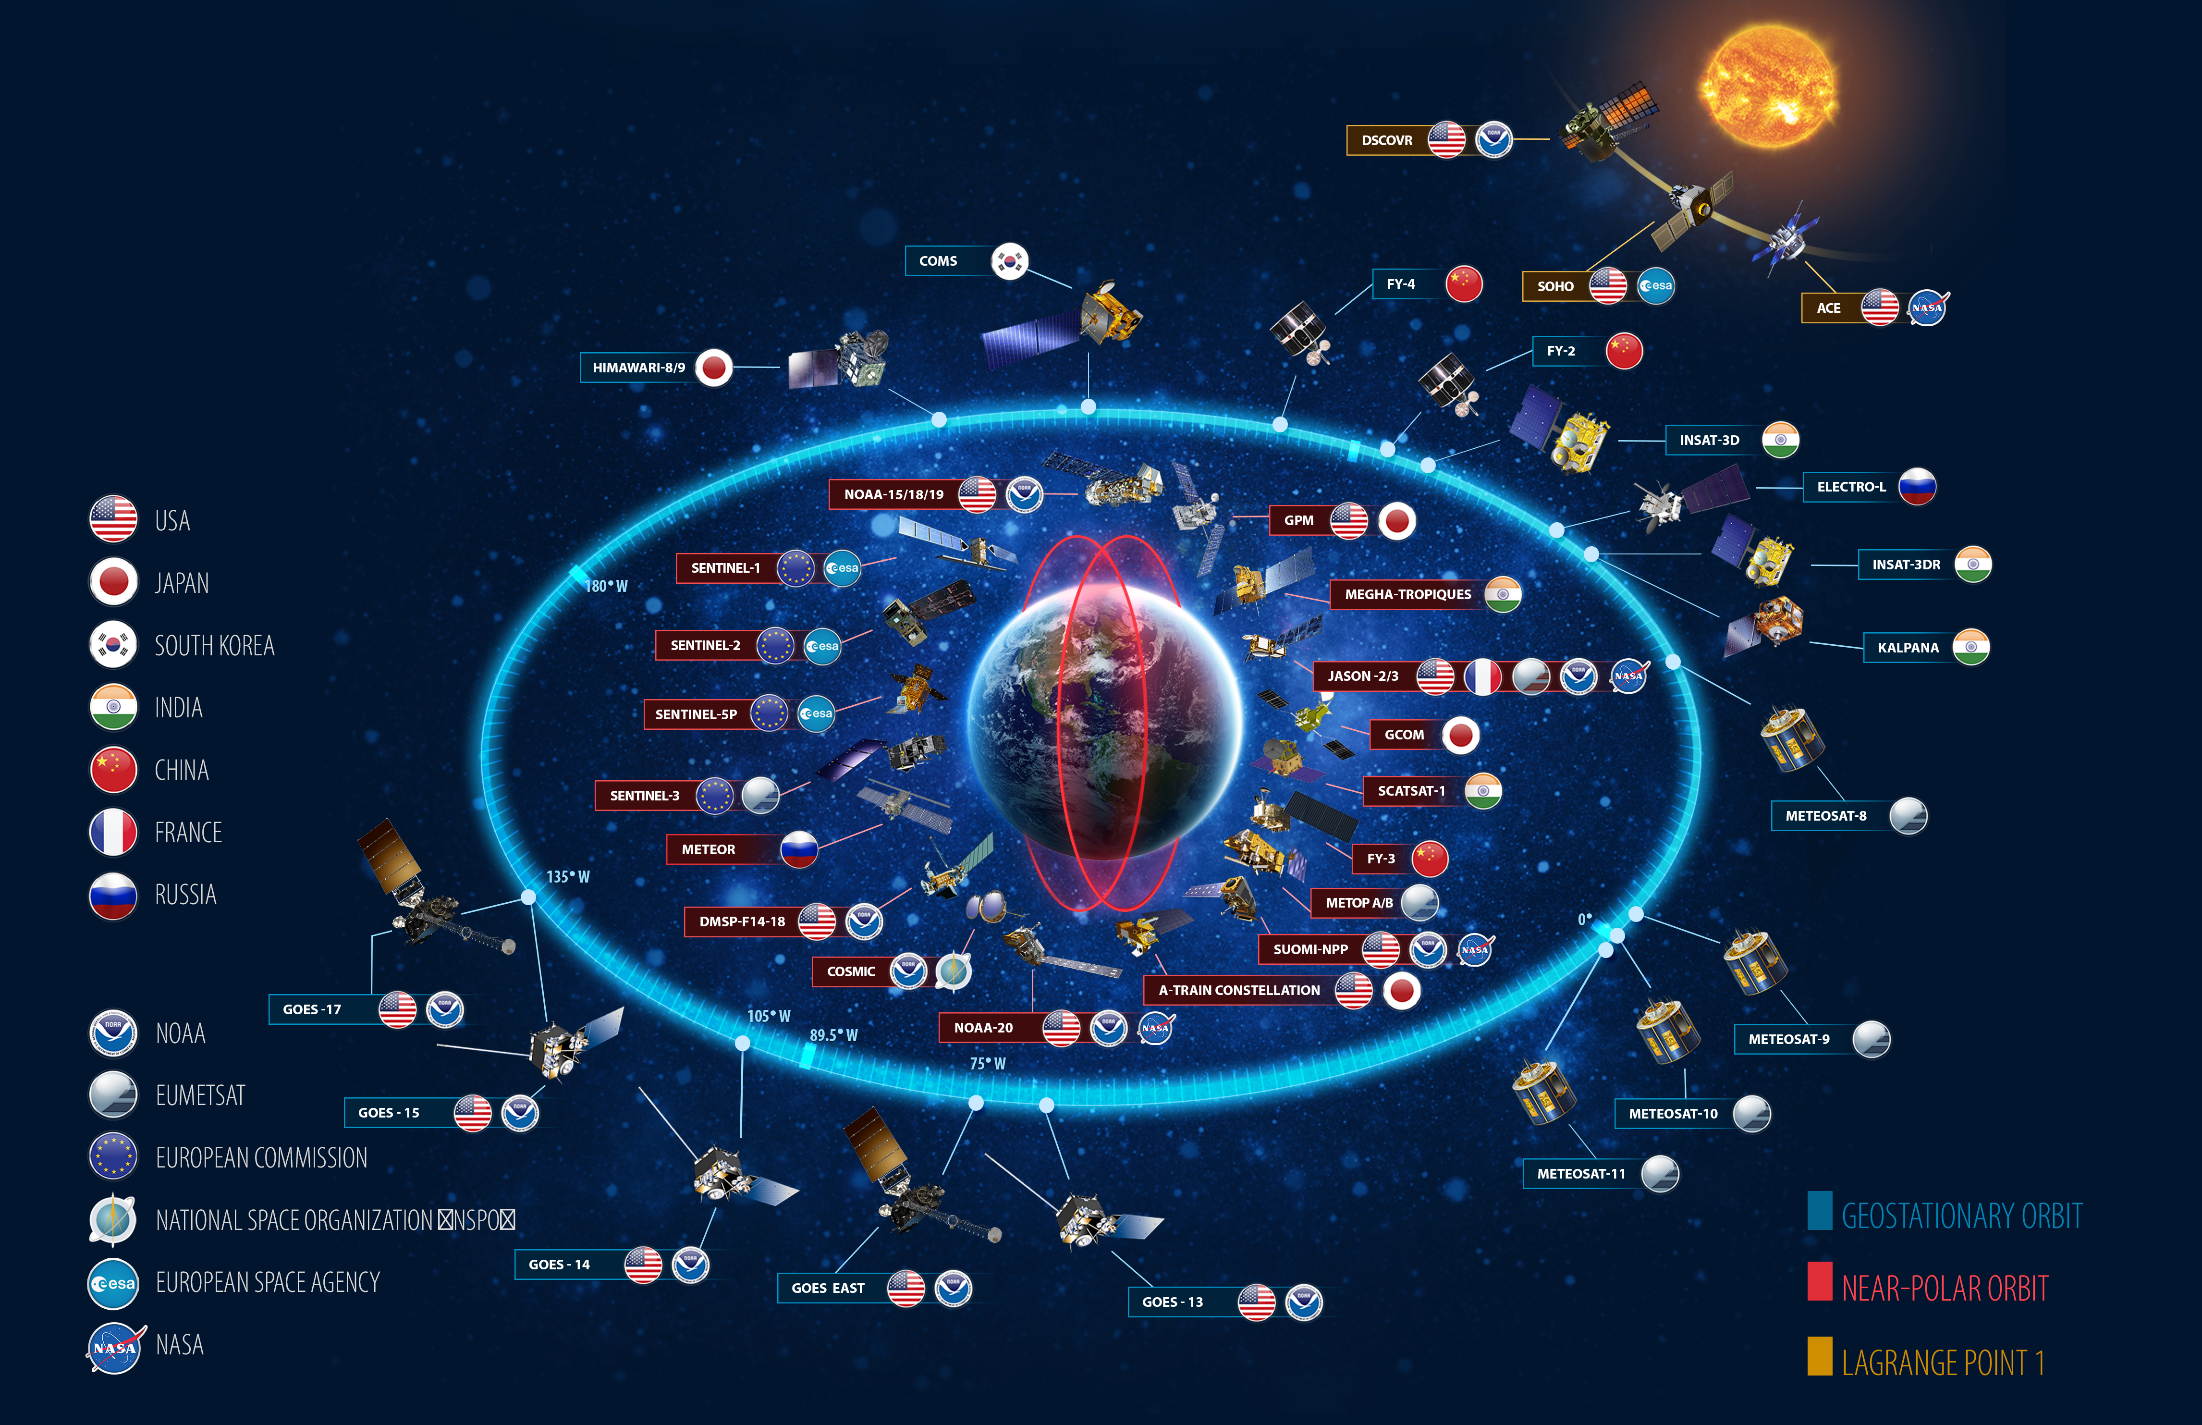 DSCOVR
COMS
FY-4
SOHO
ACE
HIMAWARI-8/9
FY-2
INSAT-3D
ELECTRO-L
NOAA-15/18/19
GPM
SENTINEL-1
INSAT-3DR
180° W
MEGHA-TROPIQUES
SENTINEL-2
KALPANA
JASON -2/3
SENTINEL-5P
GCOM
SENTINEL-3
SCATSAT-1
METEOSAT-8
METEOR
FY-3
135° W
METOP A/B
DMSP-F14-18
0°
SUOMI-NPP
COSMIC
A-TRAIN CONSTELLATION
GOES -17
105° W
NOAA-20
89.5° W
METEOSAT-9
75° W
GOES - 15
METEOSAT-10
METEOSAT-11
GOES - 14
GOES EAST
GOES - 13
USA
JAPAN
SOUTH KOREA
INDIA
CHINA
FRANCE
RUSSIA
NOAA
EUMETSAT
EUROPEAN COMMISSION
NATIONAL SPACE ORGANIZATION ☒NSPO☒
esa EUROPEAN SPACE AGENCY
NASA NASA
GEOSTATIONARY ORBIT
NEAR-POLAR ORBIT
LAGRANGE POINT 1